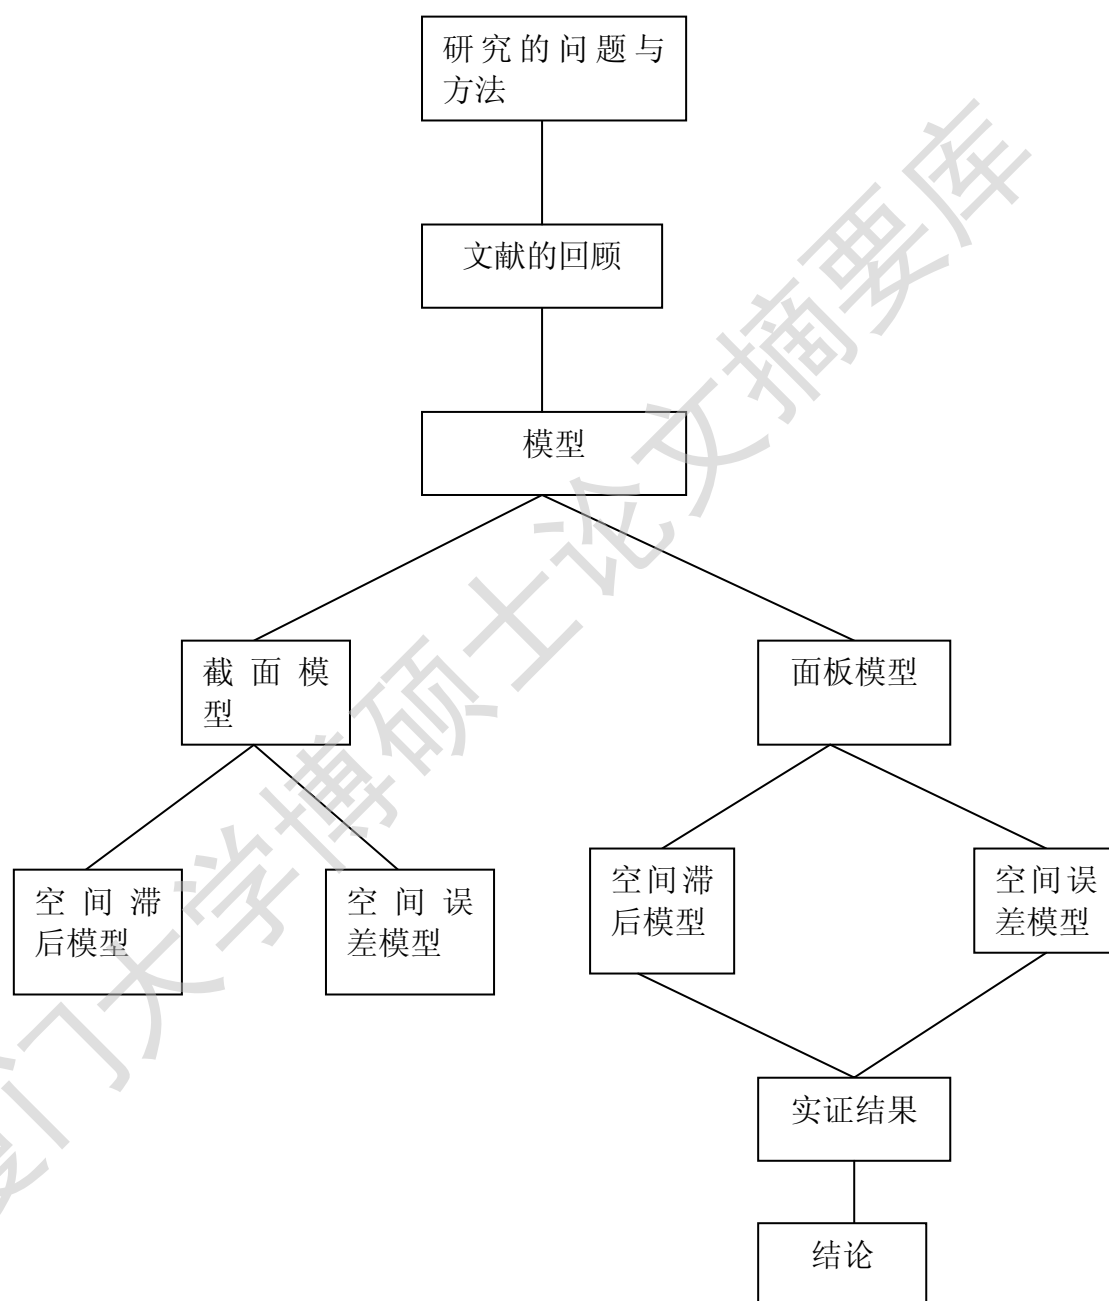 研究的问题与
方法
文献的回顾
模型
截面模
型
面板模型
空间滞
后模型
空间误
差模型
空间滞
后模型
空间误
差模型
实证结果
结论
厦门大学博硕士论文摘要库